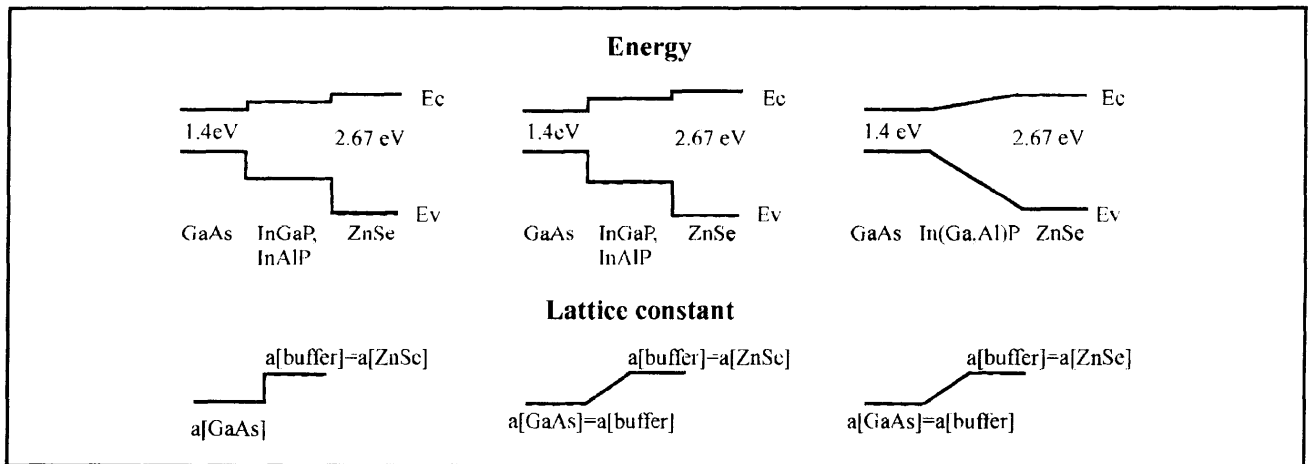 Energy
Ec Ec Ec
1.4eV 2.67 eV 1.4eV 2.67 eV 1.4 eV 2.67 eV
Ev Ev Ev
GaAs InGaP, ZnSe GaAs InGaP, ZnSe GaAs In(Ga.Al)P ZnSe
InAlP InAlP
Lattice constant
a[buffer]=a[ZnSe] a[buffer]=a[ZnSe] a[buffer]=a[ZnSe]
a[GaAs] a[GaAs]=a[buffer] a[GaAs]=a[buffer]